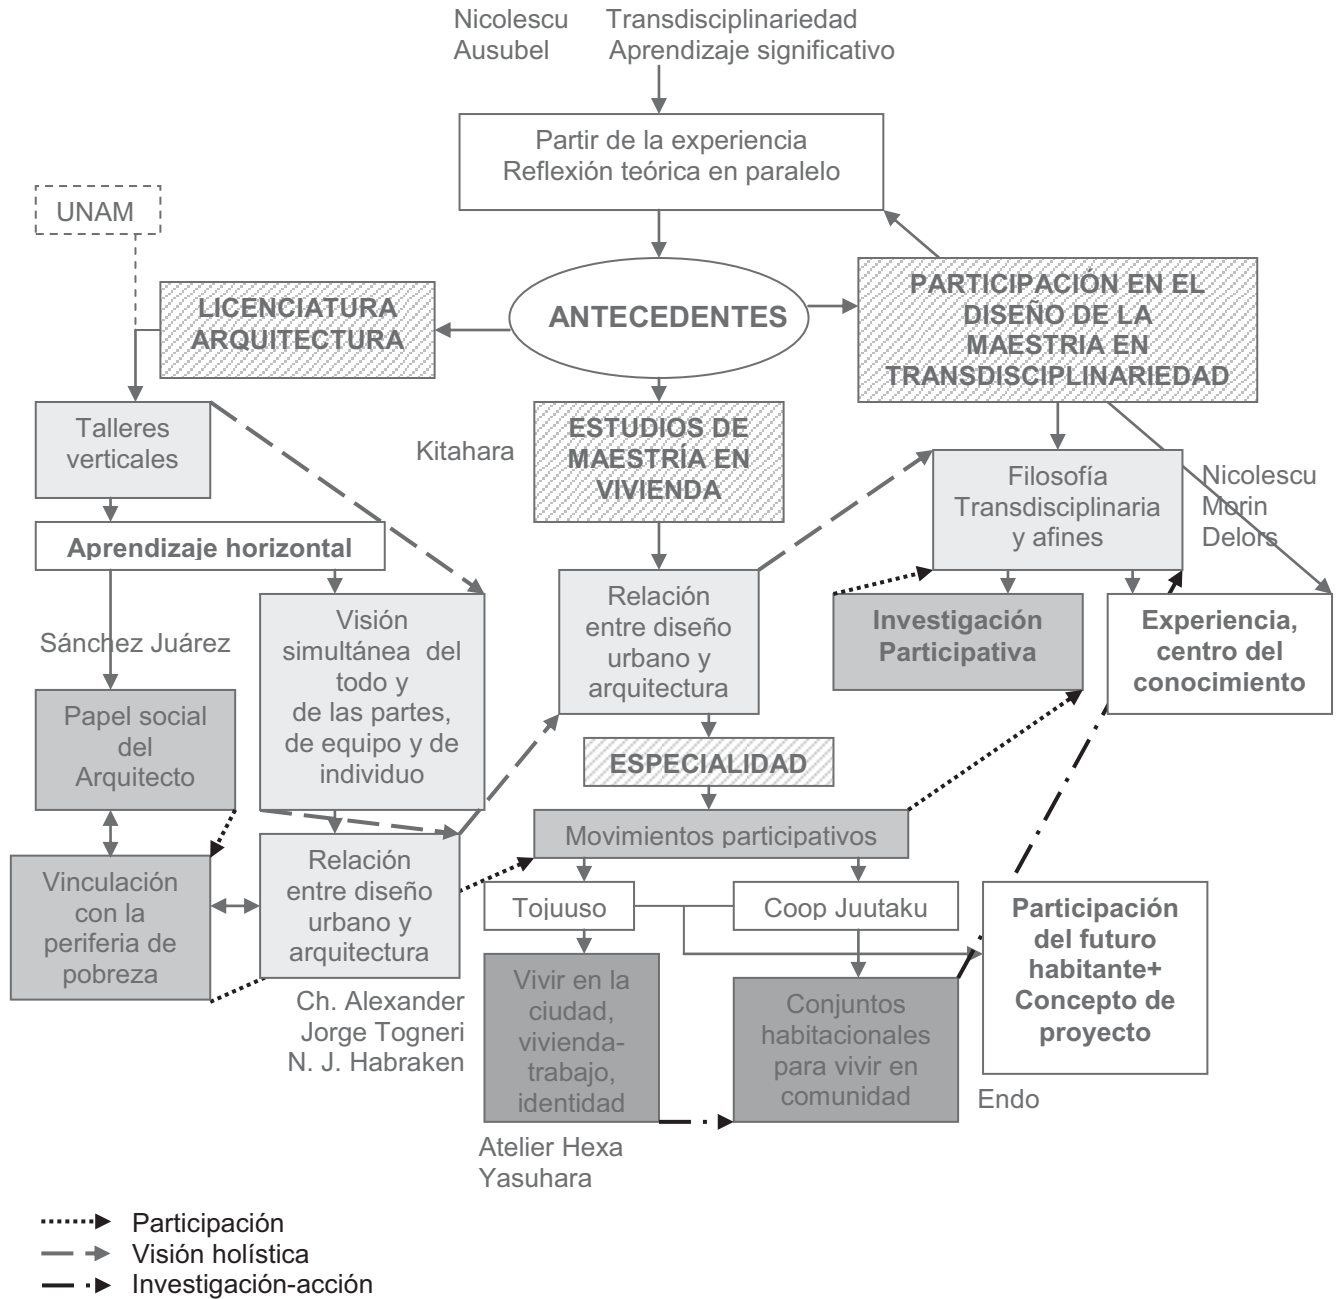 Nicolescu Transdisciplinariedad
Ausubel Aprendizaje significativo
Partir de la experiencia
Reflexión teórica en paralelo
UNAM
ANTECEDENTES
LICENCIATURA
ARQUITECTURA
PARTICIPACIÓN EN EL
DISEÑO DE LA
MAESTRIA EN
TRANSDISCIPLINARIEDAD
Talleres
verticales
Kitahara
ESTUDIOS DE
MAESTRÍA EN
VIVIENDA
Filosofía
Transdisciplinaria
y afines
Nicolescu
Morin
Delors
Aprendizaje horizontal
Sánchez Juárez
Visión
simultánea del
todo y
de las partes,
de equipo y de
individuo
Relación
entre diseño
urbano y
arquitectura
Investigación
Participativa
Experiencia,
centro del
conocimiento
Papel social
del
Arquitecto
ESPECIALIDAD
Movimientos participativos
Vinculación
con la
periferia de
pobreza
Relación
entre diseño
urbano y
arquitectura
Ch. Alexander
Jorge Togneri
N. J. Habraken
Tojuuso
Coop Juutaku
Participación
del futuro
habitante+
Concepto de
proyecto
Vivir en la
ciudad,
vivienda-
trabajo,
identidad
Conjuntos
habitacionales
para vivir en
comunidad
Endo
Atelier Hexa
Yasuhara
Participación
Visión holística
Investigación-acción